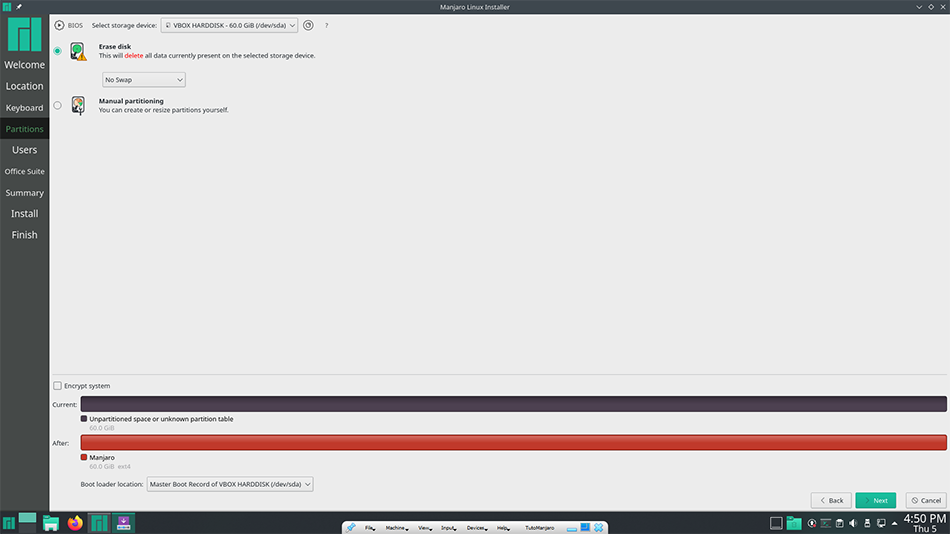 Manjaro Linux Installer
BIOS Select storage device: VBOX HARDDISK - 60.0 GiB (/dev/sda) ?
Welcome
Location
Keyboard
Partitions
Users
Office Suite
Summary
Install
Finish
Erase disk
This will delete all data currently present on the selected storage device.
No Swap
Manual partitioning
You can create or resize partitions yourself.
Encrypt system
Current:
Unpartitioned space or unknown partition table
60.0 GiB
After:
Manjaro
60.0 GiB ext4
Boot loader location: Master Boot Record of VBOX HARDDISK (/dev/sda)
Back Next Cancel
File Machine View Input Devices Help TutoManjaro
4:50 PM
Thu 5